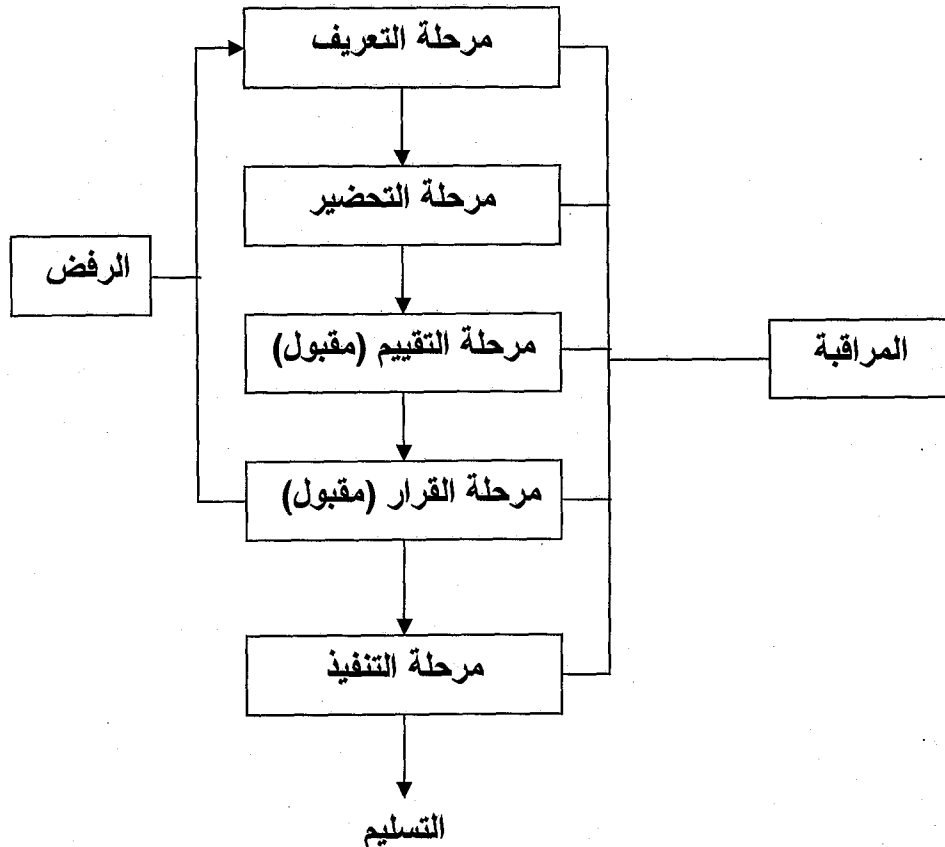 مرحلة التعريف
مرحلة التحضير
الرفض
مرحلة التقييم (مقبول)
المراقبة
مرحلة القرار (مقبول)
مرحلة التنفيذ
التسليم